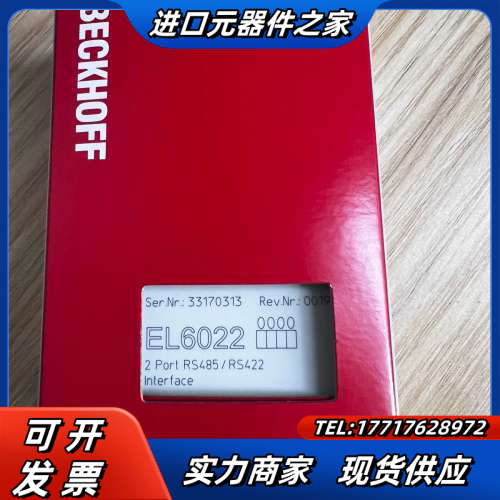 进口元器件之家
BECKHOFF
Ser.Nr.: 33170313 Rev.Nr.: 0019
EL6022
2 Port RS485/RS422
Interface
TEL:17717628972
可开
发票
实力商家 现货供应